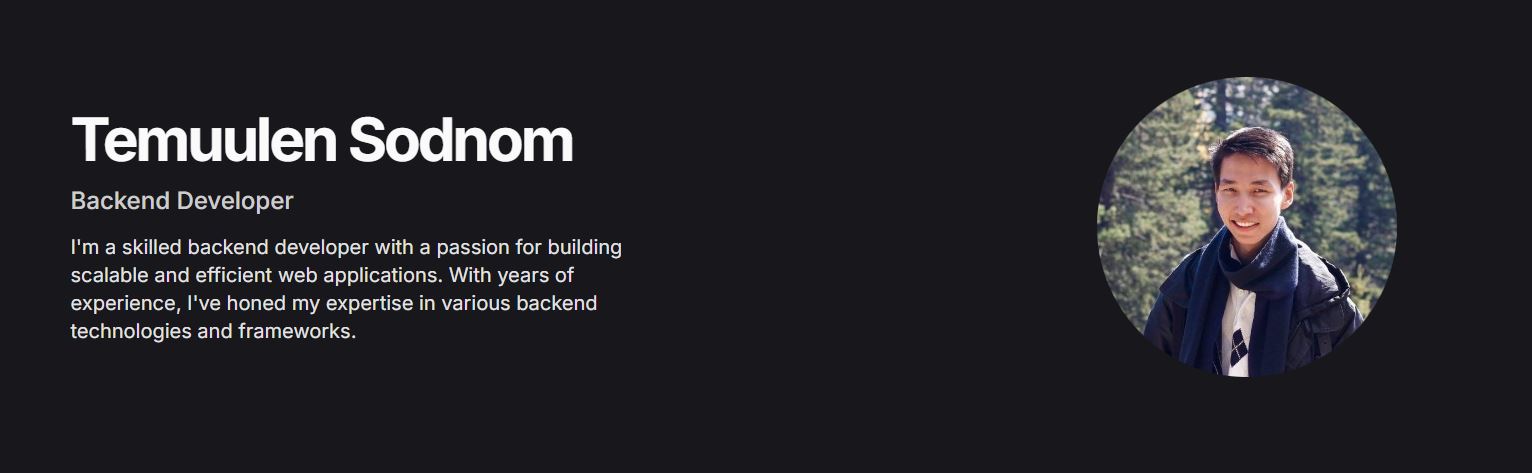 Temuulen Sodnom
Backend Developer
I'm a skilled backend developer with a passion for building
scalable and efficient web applications. With years of
experience, I've honed my expertise in various backend
technologies and frameworks.